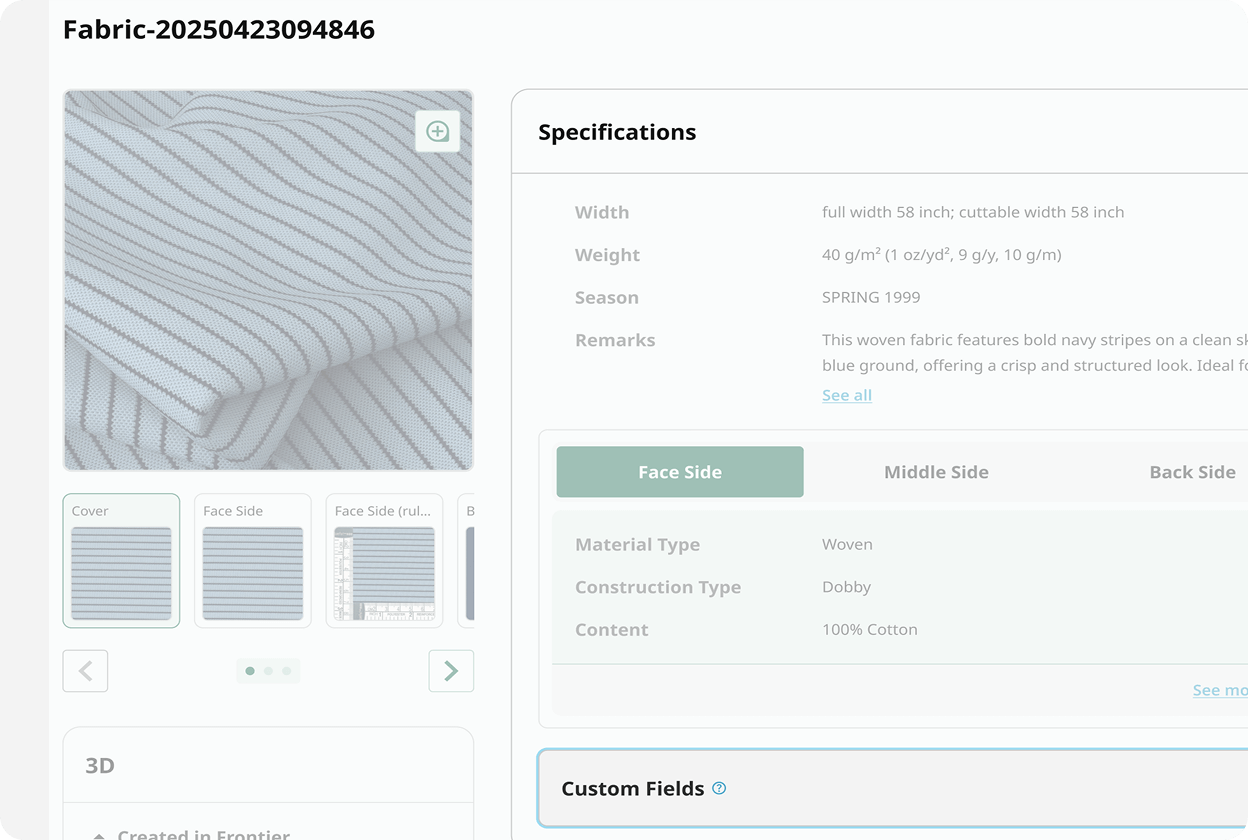 Fabric-20250423094846
Specifications
Width full width 58 inch; cuttable width 58 inch
Weight 40 g/m² (1 oz/yd², 9 g/y, 10 g/m)
Season SPRING 1999
Remarks This woven fabric features bold navy stripes on a clean
blue ground, offering a crisp and structured look. Ideal
See all
Face Side Middle Side Back Side
Cover Face Side Face Side (rul...
Material Type Woven
Construction Type Dobby
Content 100% Cotton
See
3D
Custom Fields
Created in Frontier